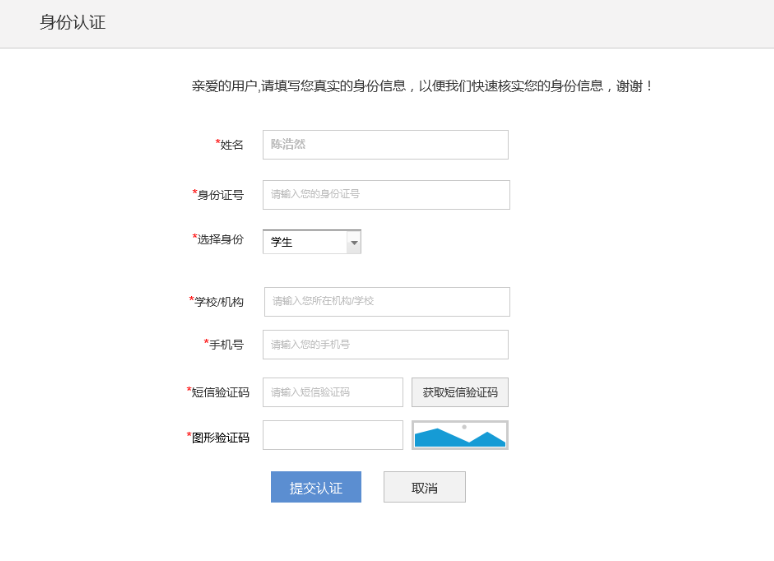 身份认证
亲爱的用户,请填写您真实的身份信息，以便我们快速核实您的身份信息，谢谢！
*姓名 陈浩然
*身份证号 请输入您的身份证号
*选择身份 学生
*学校/机构 请输入您所在机构/学校
*手机号 请输入您的手机号
*短信验证码 请输入短信验证码 获取短信验证码
*图形验证码
提交认证 取消